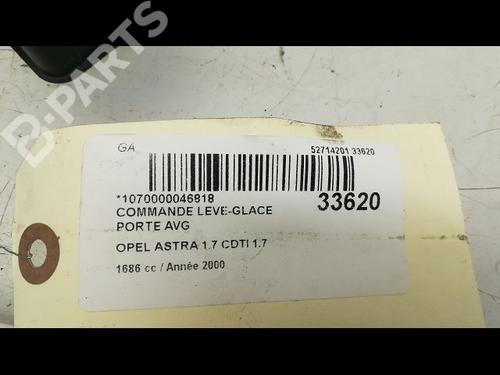 B-PARTS
GA
52714201 33620
*1070000046818
33620
COMMANDE LEVE-GLACE
PORTE AVG
OPEL ASTRA 1.7 CDTI 1.7
1686 cc / Année 2000